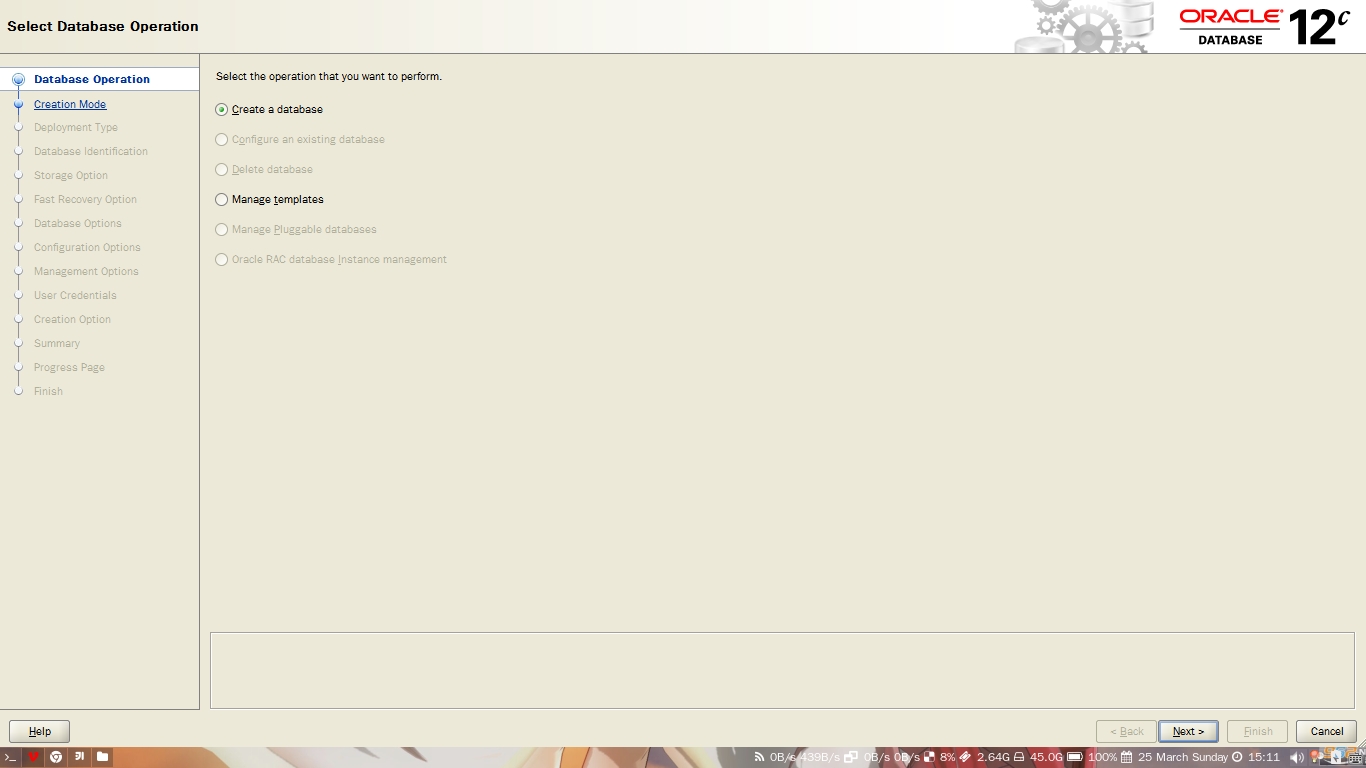 Select Database Operation
ORACLE®
DATABASE
12c
Database Operation
Creation Mode
Deployment Type
Database Identification
Storage Option
Fast Recovery Option
Database Options
Configuration Options
Management Options
User Credentials
Creation Option
Summary
Progress Page
Finish
Select the operation that you want to perform.
Create a database
Configure an existing database
Delete database
Manage templates
Manage Pluggable databases
Oracle RAC database Instance management
Help
< Back
Next >
Finish
Cancel
0B/s 439B/s 0B/s 0B/s 8% 2.64G 45.0G 100% 25 March Sunday 15:11